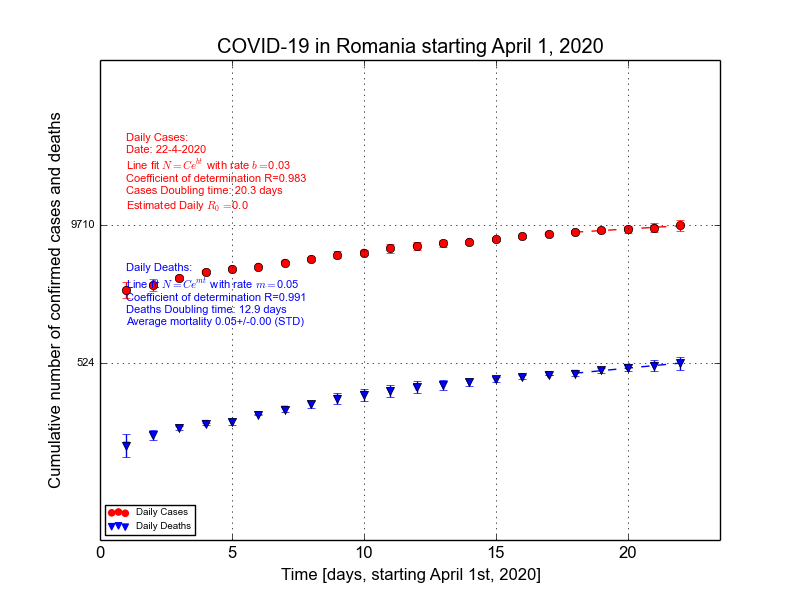 COVID-19 in Romania starting April 1, 2020
Cumulative number of confirmed cases and deaths
Daily Cases:
Date: 22-4-2020
Line fit N=Ce^{bt} with rate b=0.03
Coefficient of determination R=0.983
Cases Doubling time: 20.3 days
Estimated Daily R_0=0.0
9710
Daily Deaths:
Line fit N=Ce^{mt} with rate m=0.05
Coefficient of determination R=0.991
Deaths Doubling time: 12.9 days
Average mortality 0.05+/-0.00 (STD)
524
Daily Cases
Daily Deaths
0 5 10 15 20
Time [days, starting April 1st, 2020]